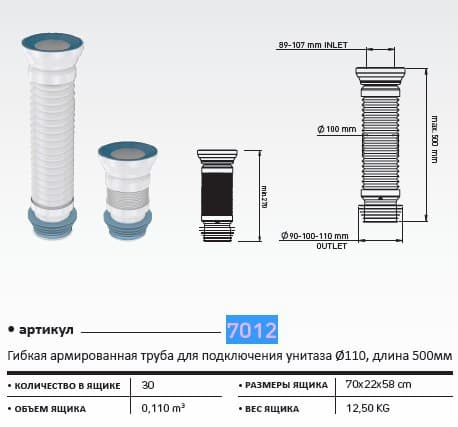 89-107 mm INLET
Ø 100 mm
max. 500 mm
min.270
Ø90-100-110 mm
OUTLET
• артикул 7012
Гибкая армированная труба для подключения унитаза Ø110, длина 500мм
• КОЛИЧЕСТВО В ЯЩИКЕ 30 • РАЗМЕРЫ ЯЩИКА 70x22x58 cm
• ОБЪЕМ ЯЩИКА 0,110 m³ • ВЕС ЯЩИКА 12,50 KG